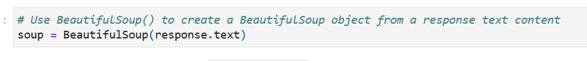 : # Use BeautifulSoup() to create a BeautifulSoup object from a response text content
soup = BeautifulSoup(response.text)